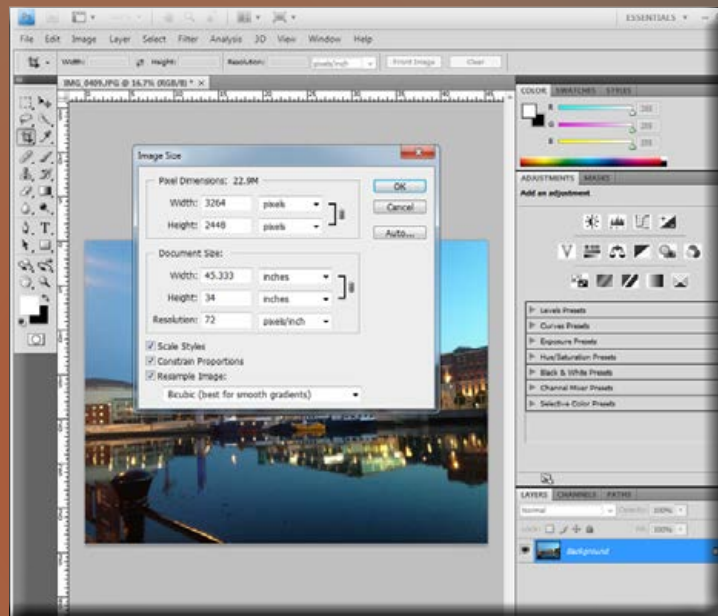 ESSENTIALS
File Edit Image Layer Select Filter Analysis 3D View Window Help
Width: Height: Resolution: pixels/inch Front Image Clear
IMG_0409.JPG @ 16.7% (RGB/8) *
COLOR SWATCHES STYLES
R
G
B
ADJUSTMENTS MASKS
Add an adjustment
Image Size
Pixel Dimensions: 22.9M
Width: 3264 pixels
Height: 2448 pixels
OK
Cancel
Auto...
Document Size:
Width: 45.333 inches
Height: 34 inches
Resolution: 72 pixels/inch
Scale Styles
Constrain Proportions
Resample Image:
Bicubic (best for smooth gradients)
Levels Presets
Curves Presets
Exposure Presets
Hue/Saturation Presets
Black & White Presets
Channel Mixer Presets
Selective Color Presets
LAYERS CHANNELS PATHS
Normal Opacity: 100%
Lock: Fill: 100%
Background